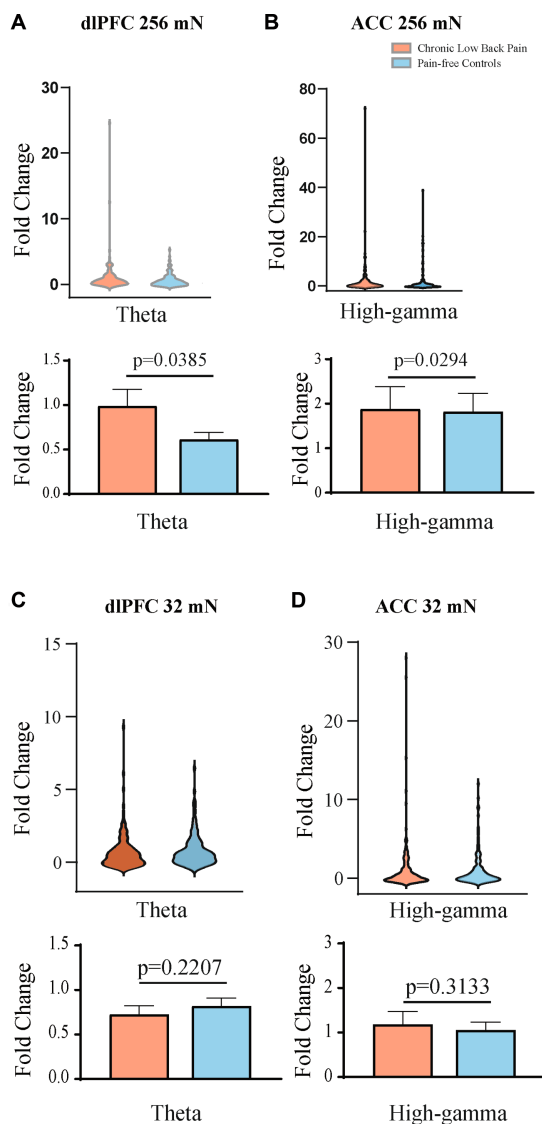 A dlPFC 256 mN
B ACC 256 mN
Chronic Low Back Pain
Pain-free Controls
Fold Change
30
20
10
0
Theta
Fold Change
80
60
40
20
0
High-gamma
Fold Change
1.5
1.0
0.5
0.0
p=0.0385
Theta
Fold Change
3
2
1
0
p=0.0294
High-gamma
C dlPFC 32 mN
D ACC 32 mN
Fold Change
15
10
5
0
Theta
Fold Change
30
20
10
0
High-gamma
Fold Change
1.5
1.0
0.5
0.0
p=0.2207
Theta
Fold Change
3
2
1
0
p=0.3133
High-gamma